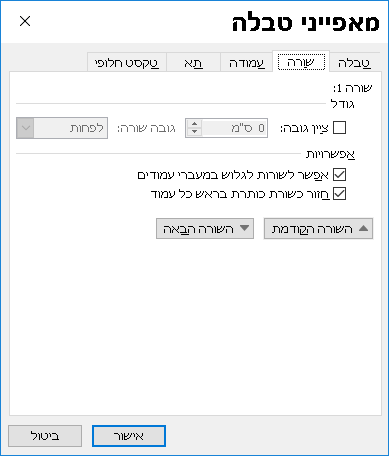 מאפייני טבלה
טבלה שורה עמודה תא טקסט חלופי
שורה 1:
גודל
ציין גובה: 0 ס"מ גובה שורה: לפחות
אפשרויות
אפשר לשורות לגלוש במעברי עמודים
חזור כשורת כותרת בראש כל עמוד
השורה הקודמת השורה הבאה
אישור ביטול